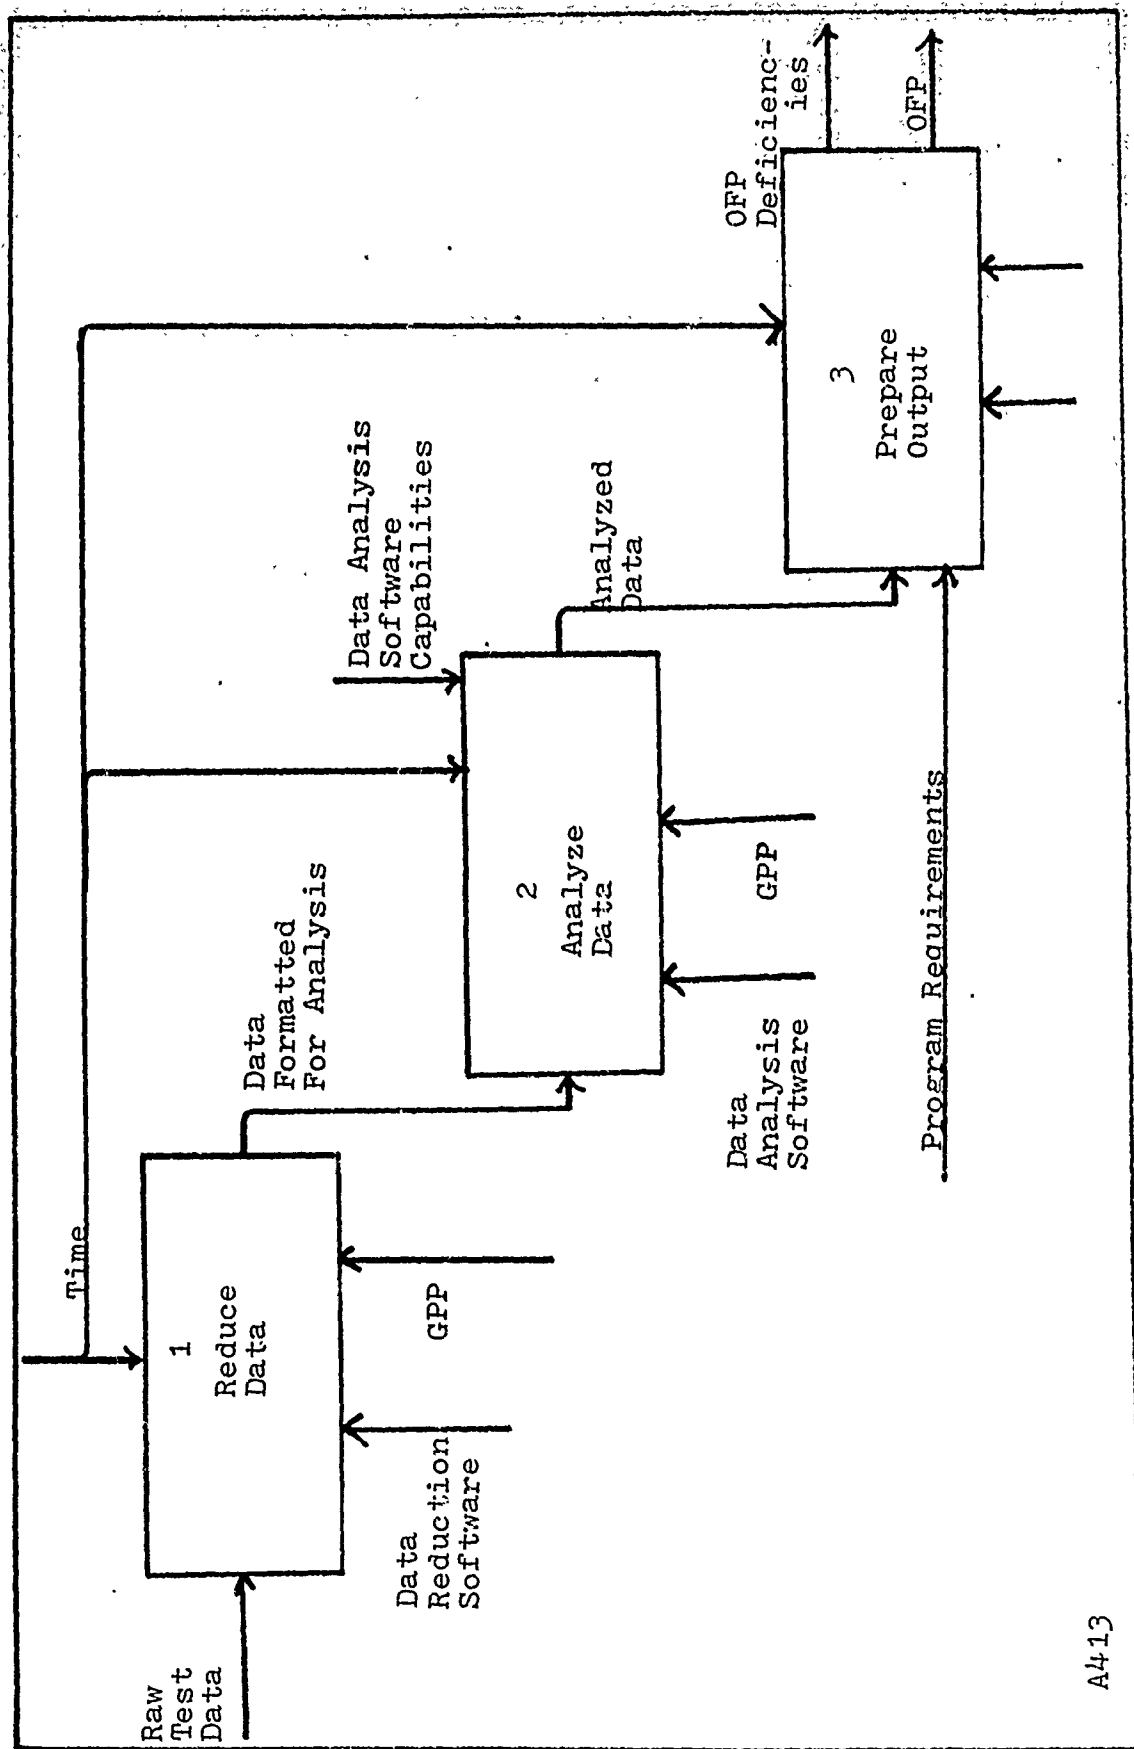 Time
Raw
Test
Data
1
Reduce
Data
Data
Reduction
Software
GPP
Data
Formatted
For Analysis
Data Analysis
Software
Capabilities
2
Analyze
Data
Data
Analysis
Software
GPP
Analyzed
Data
Program Requirements
3
Prepare
Output
OFP
Deficienc-
ies
OFP
A413